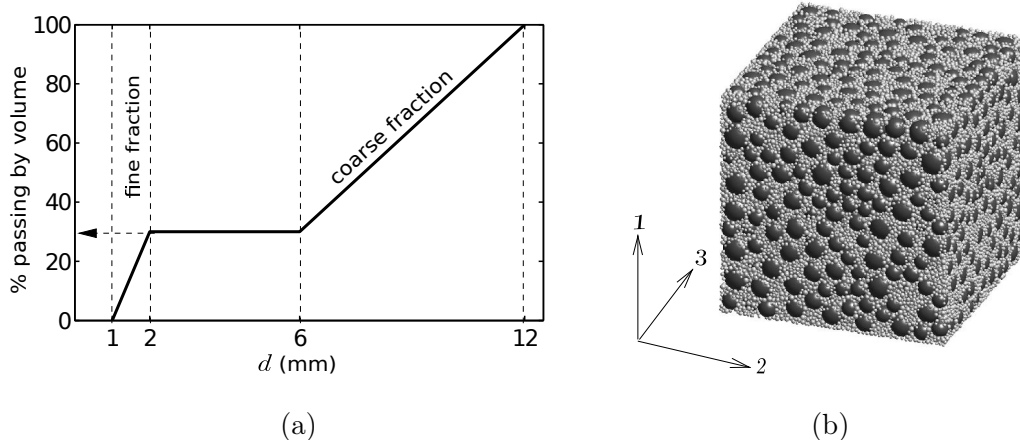 100
80
60
40
20
0
% passing by volume
fine fraction
coarse fraction
1 2 6 12
d (mm)
1
3
2
(a)
(b)